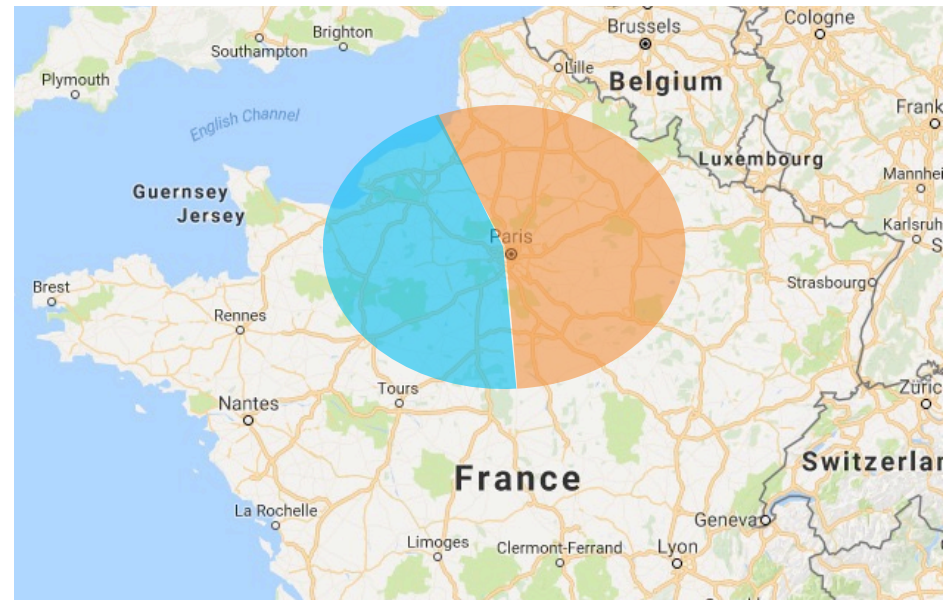 Brussels
Cologne
Brighton
Southampton
Lille
Plymouth
Belgium
English Channel
Frank
Luxembourg
Mannhei
Guernsey
Jersey
Karlsruh
S
Paris
Strasbourg
Brest
Rennes
Tours
Züric
Nantes
France
Switzerlan
La Rochelle
Geneva
Limoges
Clermont-Ferrand
Lyon